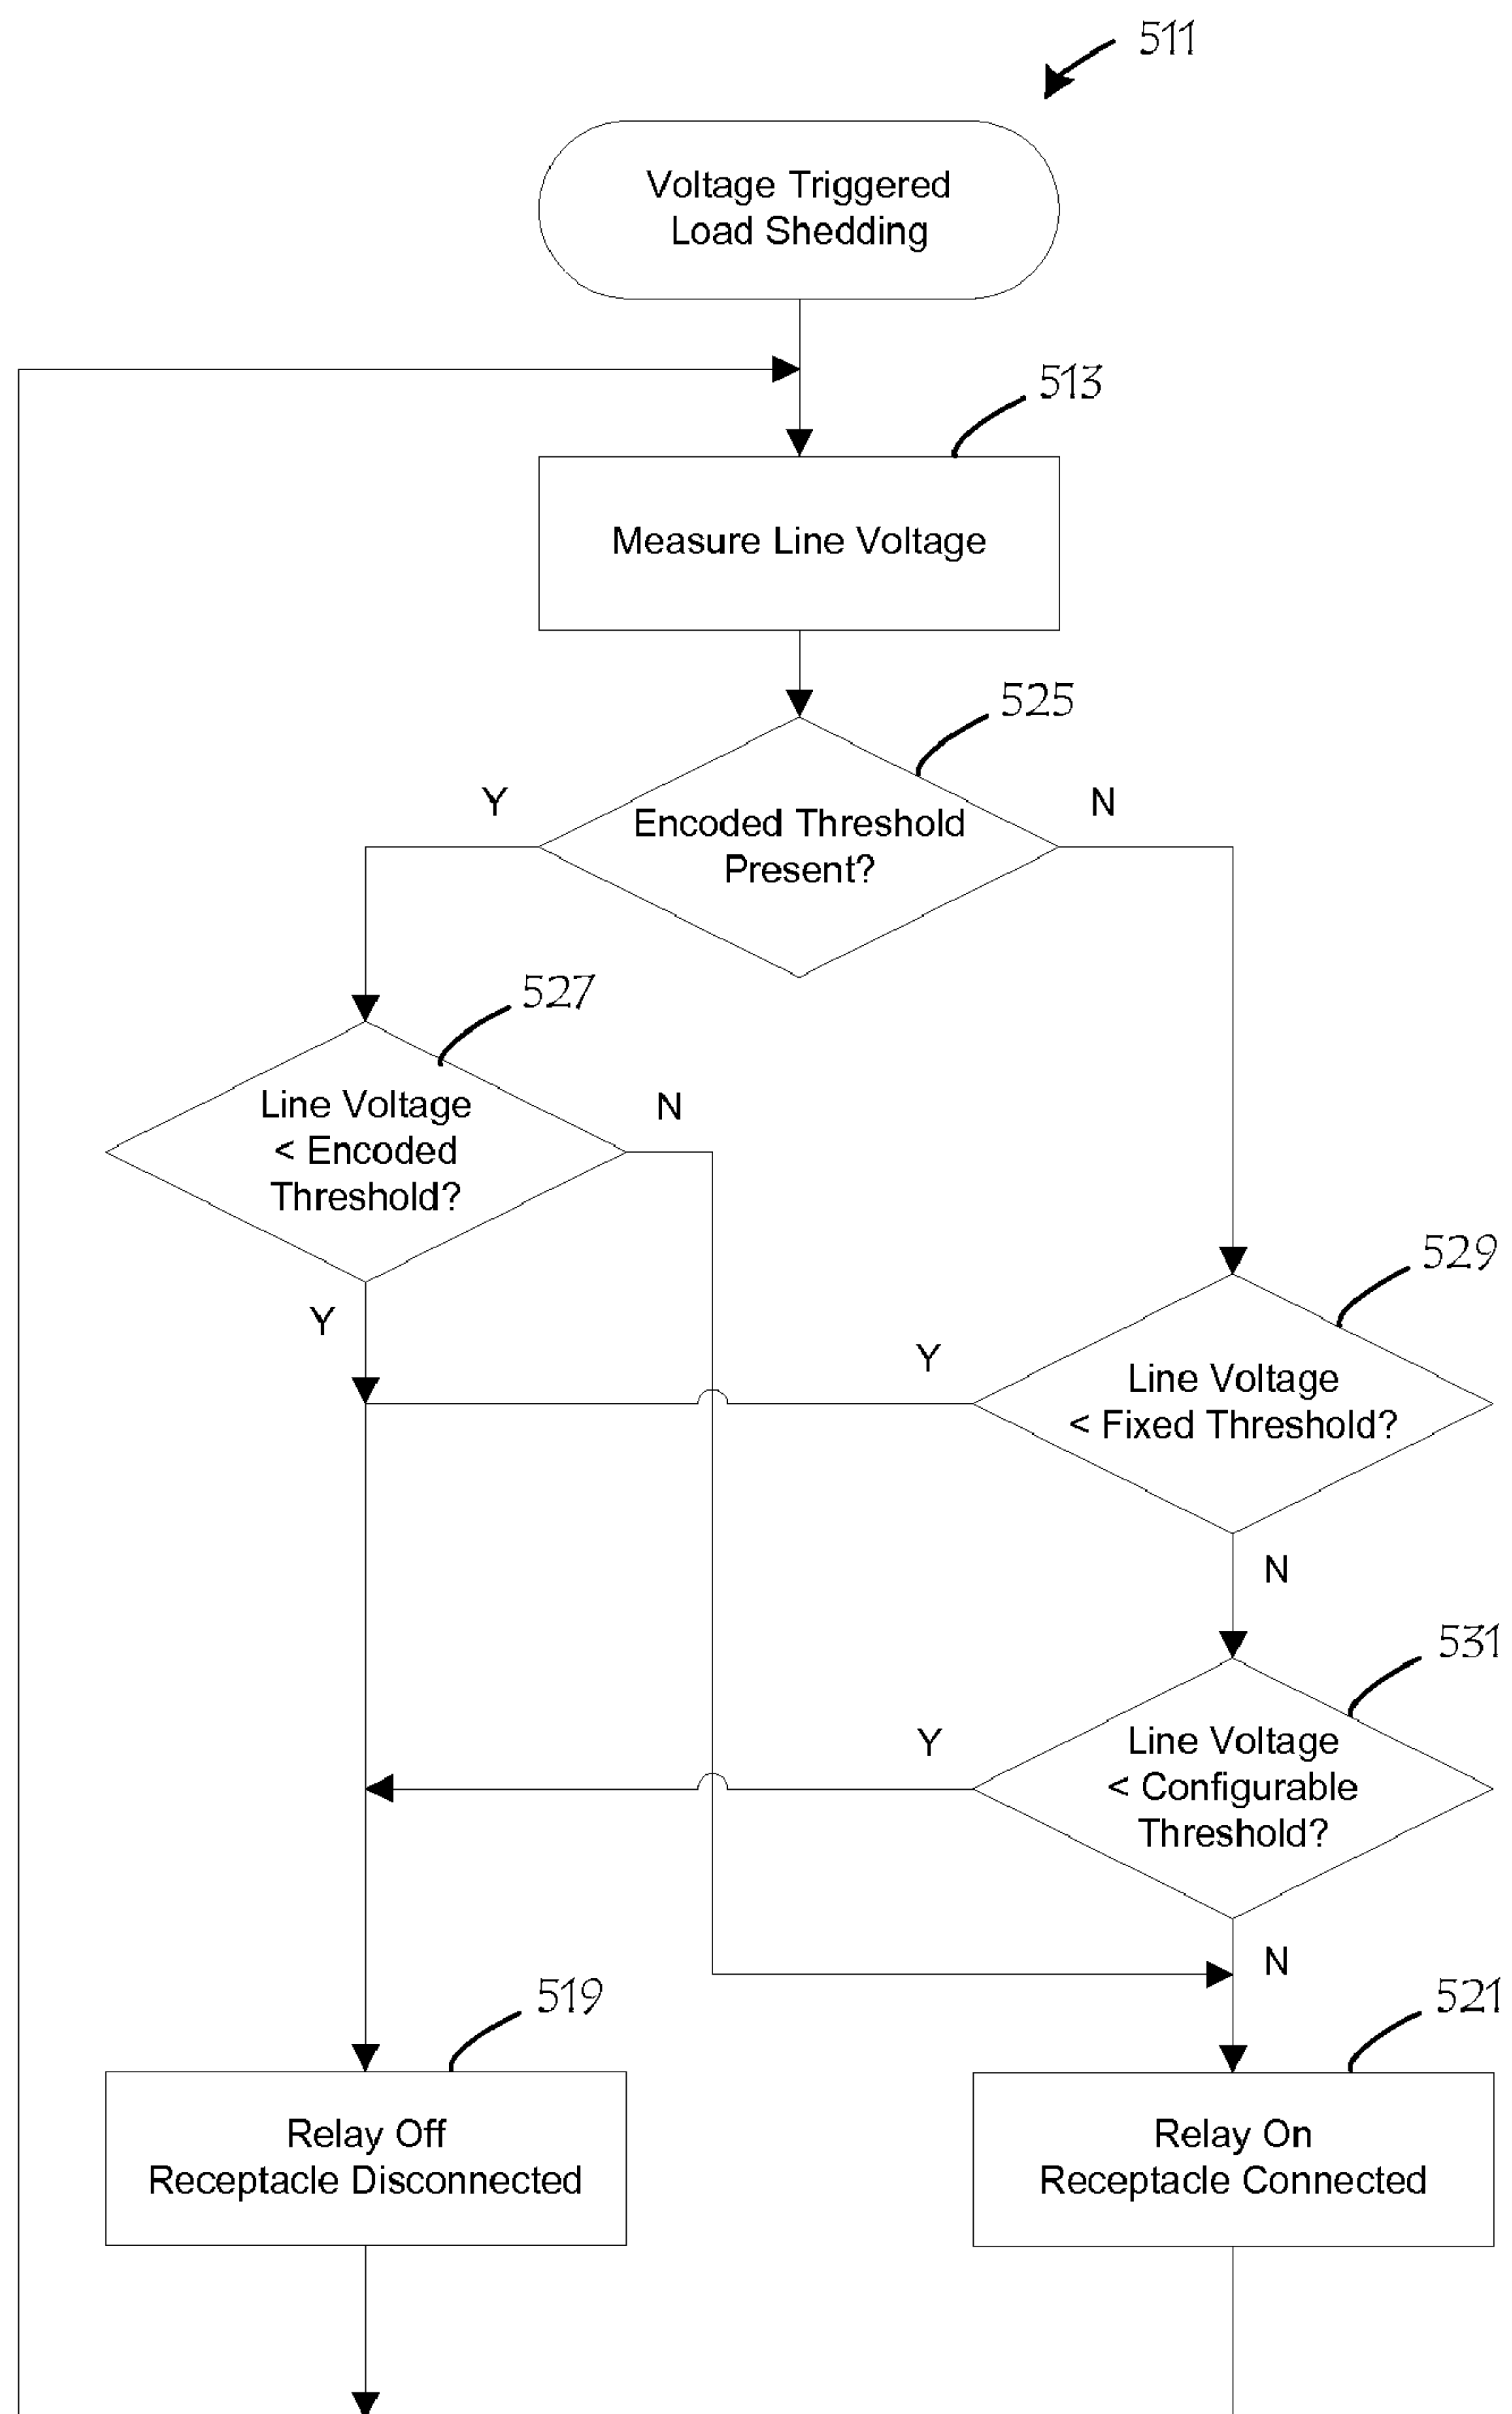 511
Voltage Triggered
Load Shedding
513
Measure Line Voltage
525
Y
N
Encoded Threshold
Present?
527
Line Voltage
< Encoded
Threshold?
N
Y
529
Y
Line Voltage
< Fixed Threshold?
N
531
Y
Line Voltage
< Configurable
Threshold?
N
519
521
Relay Off
Receptacle Disconnected
Relay On
Receptacle Connected